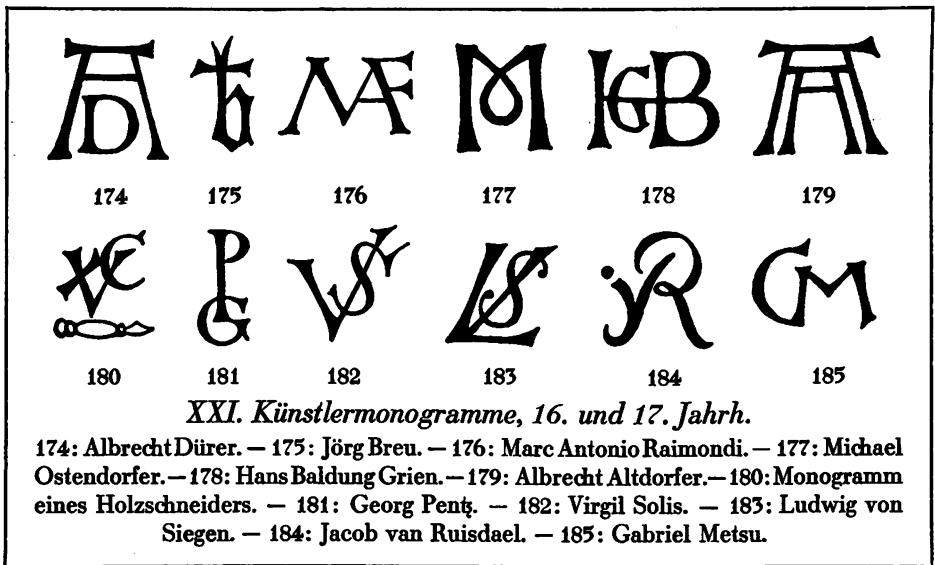 AD
174 175 176 177 178 179
180 181 182 183 184 185
XXI. Künstlermonogramme, 16. und 17. Jahrh.
174: Albrecht Dürer. — 175: Jörg Breu. — 176: Marc Antonio Raimondi. — 177: Michael
Ostendorfer. — 178: Hans Baldung Grien. — 179: Albrecht Altdorfer. — 180: Monogramm
eines Holzschneiders. — 181: Georg Pentz. — 182: Virgil Solis. — 183: Ludwig von
Siegen. — 184: Jacob van Ruisdael. — 185: Gabriel Metsu.